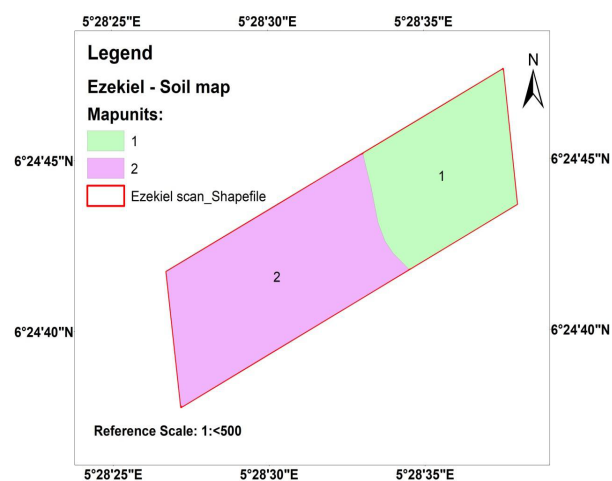 5°28'25"E 5°28'30"E 5°28'35"E
Legend
N
Ezekiel - Soil map
Mapunits:
1
2
Ezekiel scan_Shapefile
6°24'45"N 6°24'45"N
1
2
6°24'40"N 6°24'40"N
Reference Scale: 1:<500
5°28'25"E 5°28'30"E 5°28'35"E